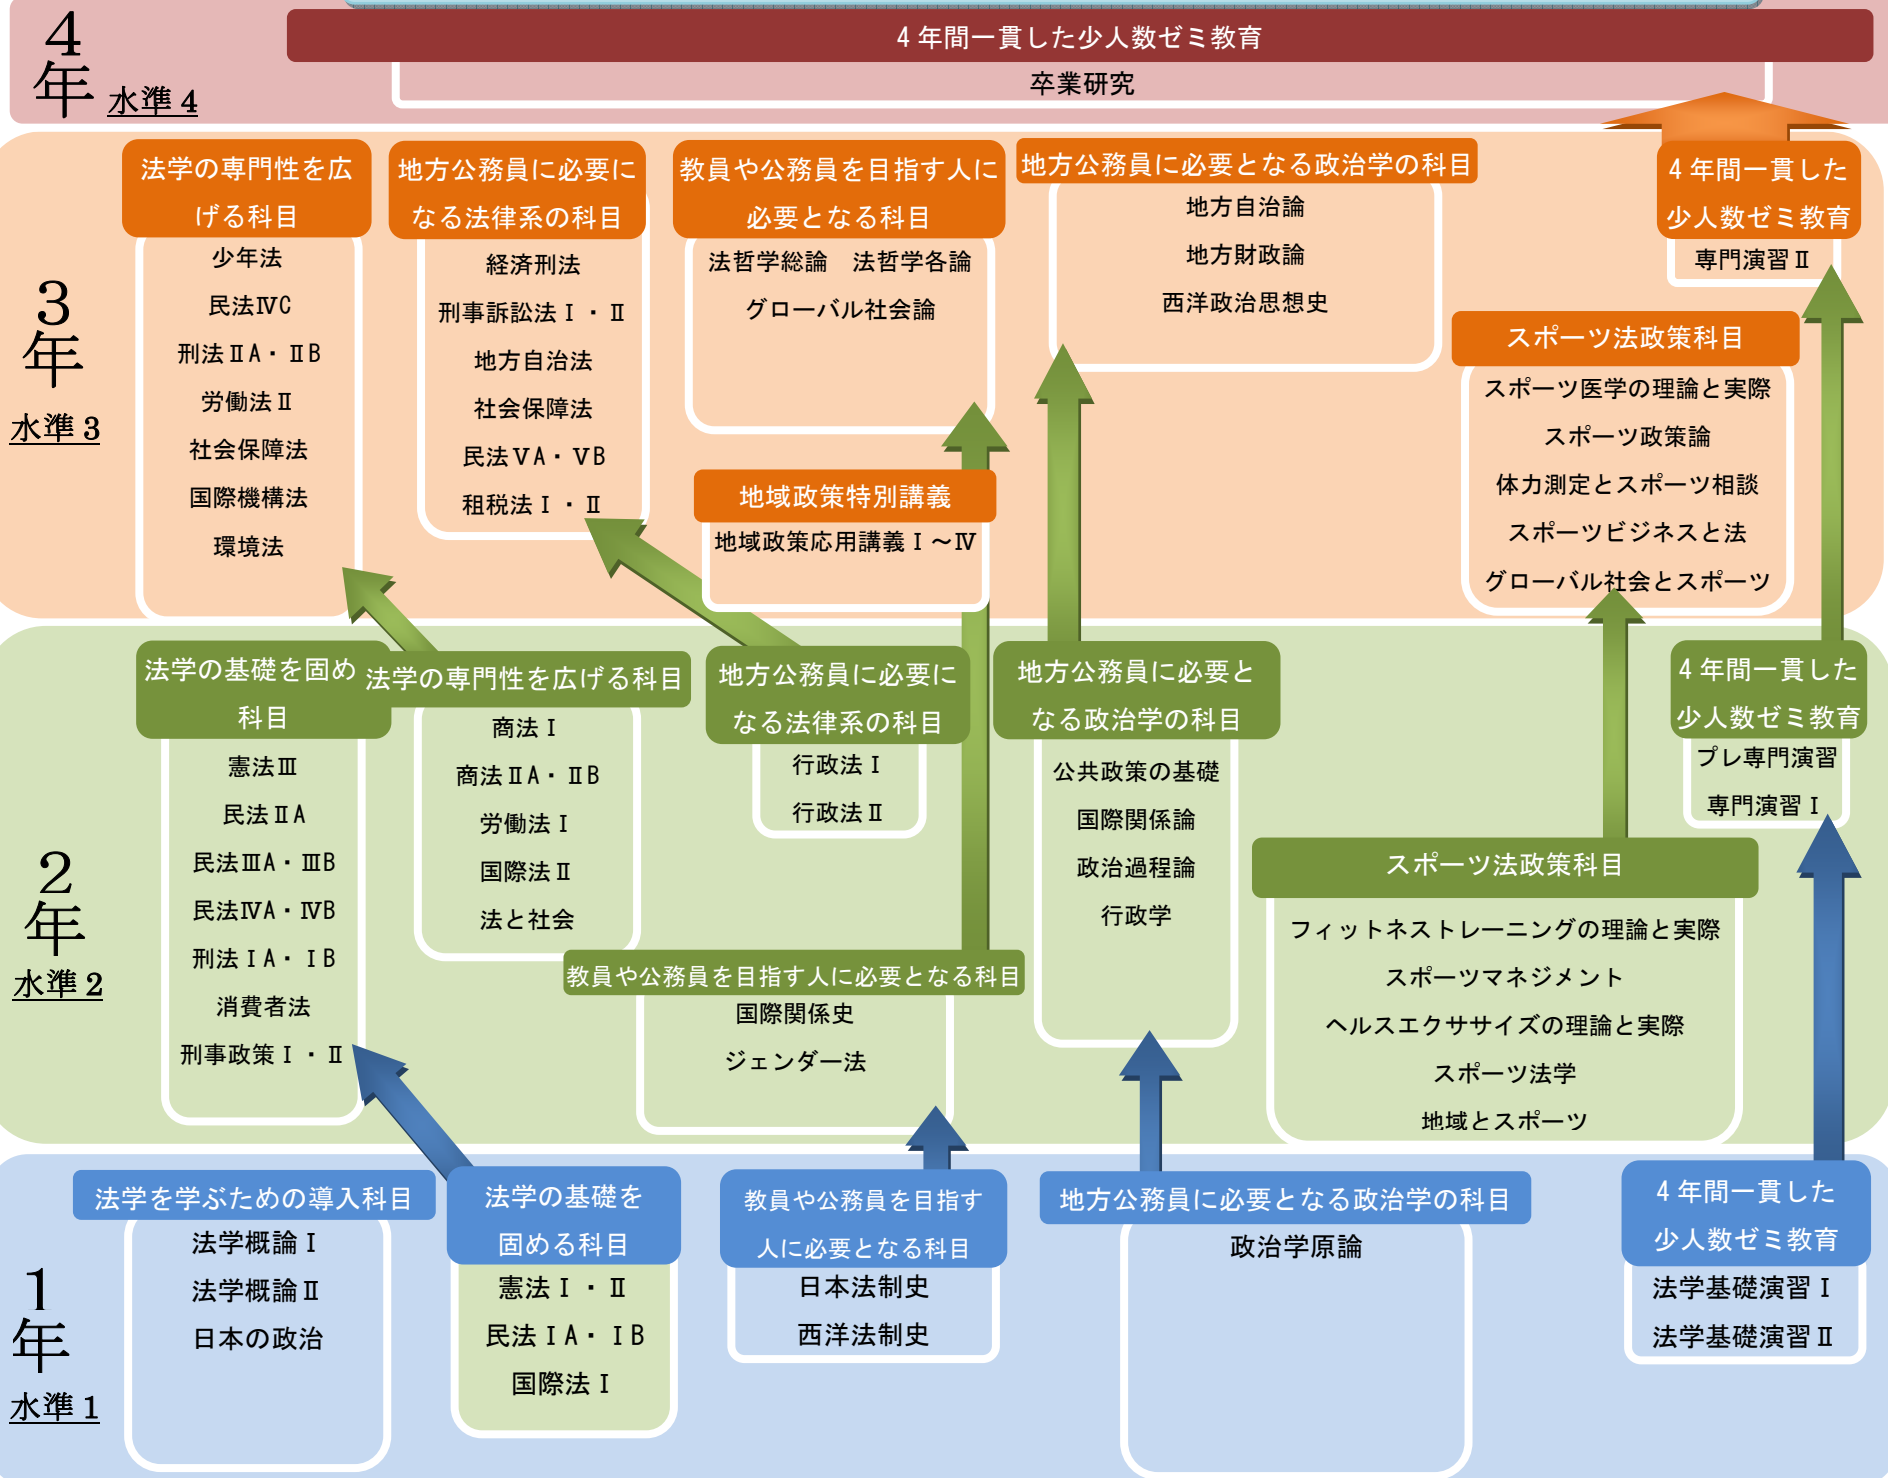 4年
水準4
4年間一貫した少人数ゼミ教育
卒業研究
3年
水準3
法学の専門性を広
げる科目
少年法
民法ⅣC
刑法ⅡA・ⅡB
労働法Ⅱ
社会保障法
国際機構法
環境法
地方公務員に必要に
なる法律系の科目
経済刑法
刑事訴訟法Ⅰ・Ⅱ
地方自治法
社会保障法
民法ⅤA・ⅤB
租税法Ⅰ・Ⅱ
教員や公務員を目指す人に
必要となる科目
法哲学総論 法哲学各論
グローバル社会論
地域政策特別講義
地域政策応用講義Ⅰ～Ⅳ
地方公務員に必要となる政治学の科目
地方自治論
地方財政論
西洋政治思想史
4年間一貫した
少人数ゼミ教育
専門演習Ⅱ
スポーツ法政策科目
スポーツ医学の理論と実際
スポーツ政策論
体力測定とスポーツ相談
スポーツビジネスと法
グローバル社会とスポーツ
2年
水準2
法学の基礎を固め
科目
憲法Ⅲ
民法ⅡA
民法ⅢA・ⅢB
民法ⅣA・ⅣB
刑法ⅠA・ⅠB
消費者法
刑事政策Ⅰ・Ⅱ
法学の専門性を広げる科目
商法Ⅰ
商法ⅡA・ⅡB
労働法Ⅰ
国際法Ⅱ
法と社会
地方公務員に必要に
なる法律系の科目
行政法Ⅰ
行政法Ⅱ
教員や公務員を目指す人に必要となる科目
国際関係史
ジェンダー法
地方公務員に必要と
なる政治学の科目
公共政策の基礎
国際関係論
政治過程論
行政学
4年間一貫した
少人数ゼミ教育
プレ専門演習
専門演習Ⅰ
スポーツ法政策科目
フィットネストレーニングの理論と実際
スポーツマネジメント
ヘルスエクササイズの理論と実際
スポーツ法学
地域とスポーツ
1年
水準1
法学を学ぶための導入科目
法学概論Ⅰ
法学概論Ⅱ
日本の政治
法学の基礎を
固める科目
憲法Ⅰ・Ⅱ
民法ⅠA・ⅠB
国際法Ⅰ
教員や公務員を目指す
人に必要となる科目
日本法制史
西洋法制史
地方公務員に必要となる政治学の科目
政治学原論
4年間一貫した
少人数ゼミ教育
法学基礎演習Ⅰ
法学基礎演習Ⅱ